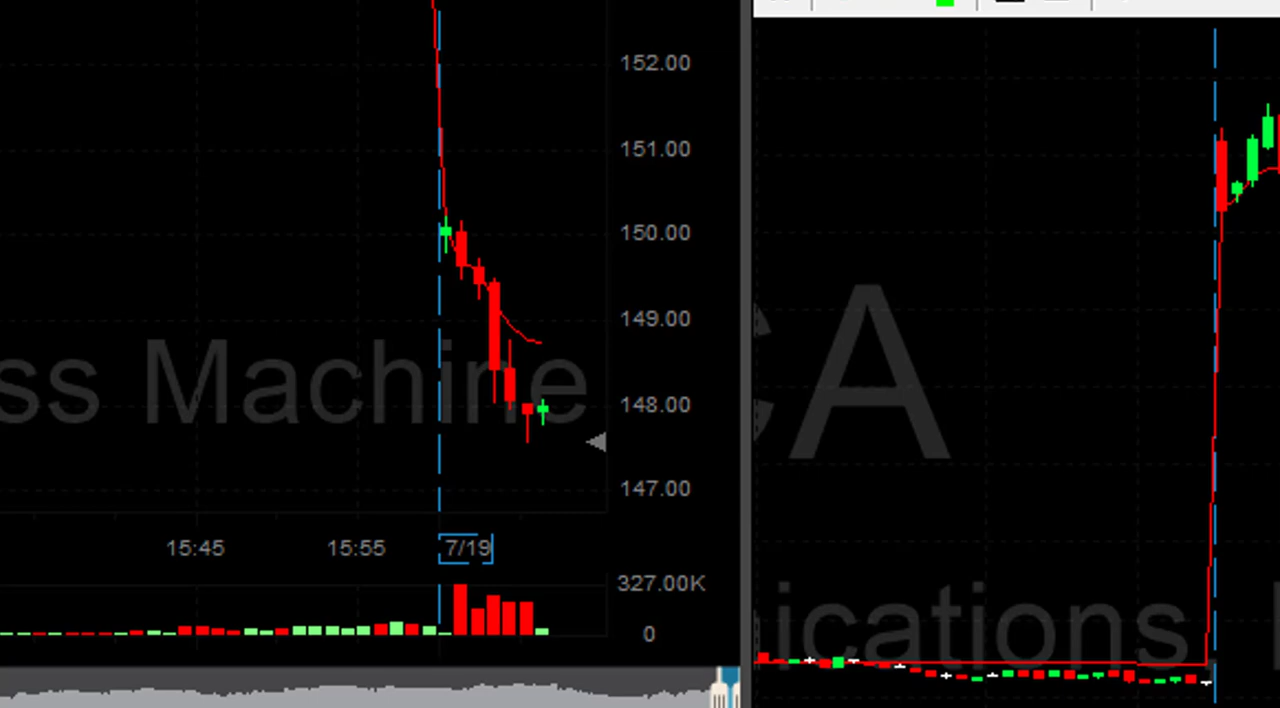 152.00
151.00
150.00
149.00
ss Machine
148.00
147.00
15:45 15:55 7/19
327.00K
0
CA
ications